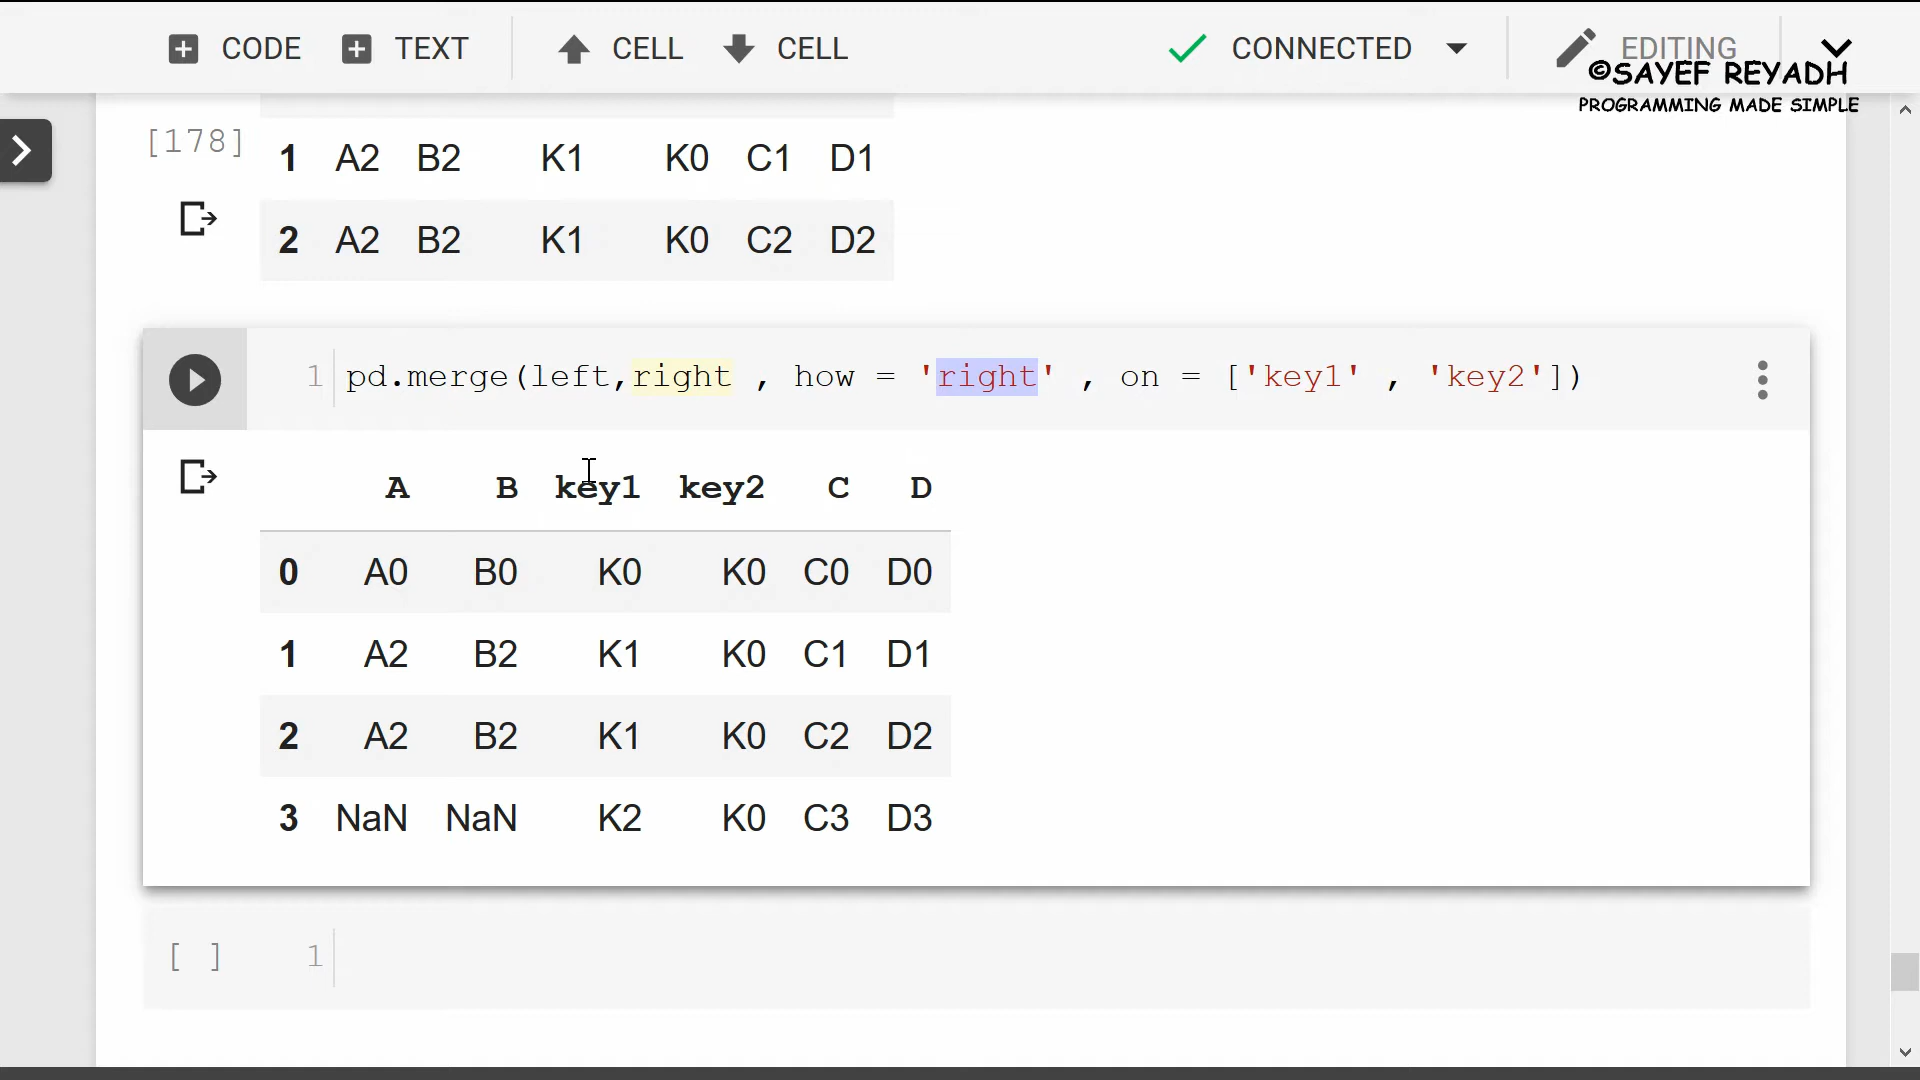 CODE TEXT CELL CELL CONNECTED EDITING
©SAYEF REYADH
PROGRAMMING MADE SIMPLE
[178]
1 A2 B2 K1 K0 C1 D1
2 A2 B2 K1 K0 C2 D2
1 pd.merge(left,right , how = 'right' , on = ['key1' , 'key2'])
A B key1 key2 C D
0 A0 B0 K0 K0 C0 D0
1 A2 B2 K1 K0 C1 D1
2 A2 B2 K1 K0 C2 D2
3 NaN NaN K2 K0 C3 D3
[ ] 1